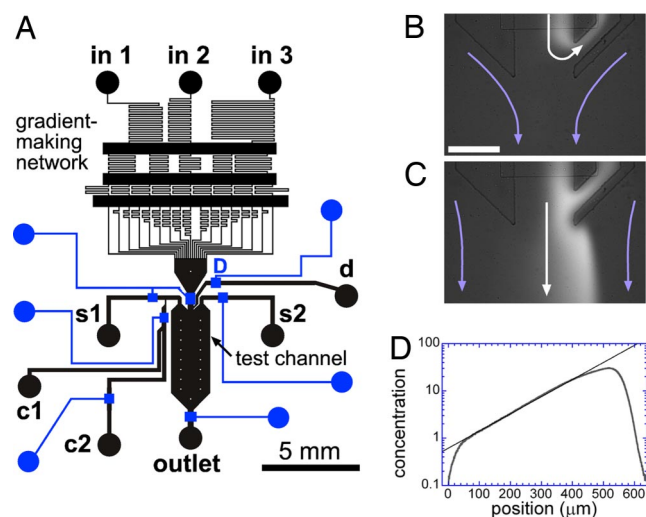 A
in 1 in 2 in 3
gradient-
making
network
D
d
s1
s2
test channel
c1
c2
outlet
5 mm
B
C
D
100
10
1
0.1
concentration
0 100 200 300 400 500 600
position (μm)